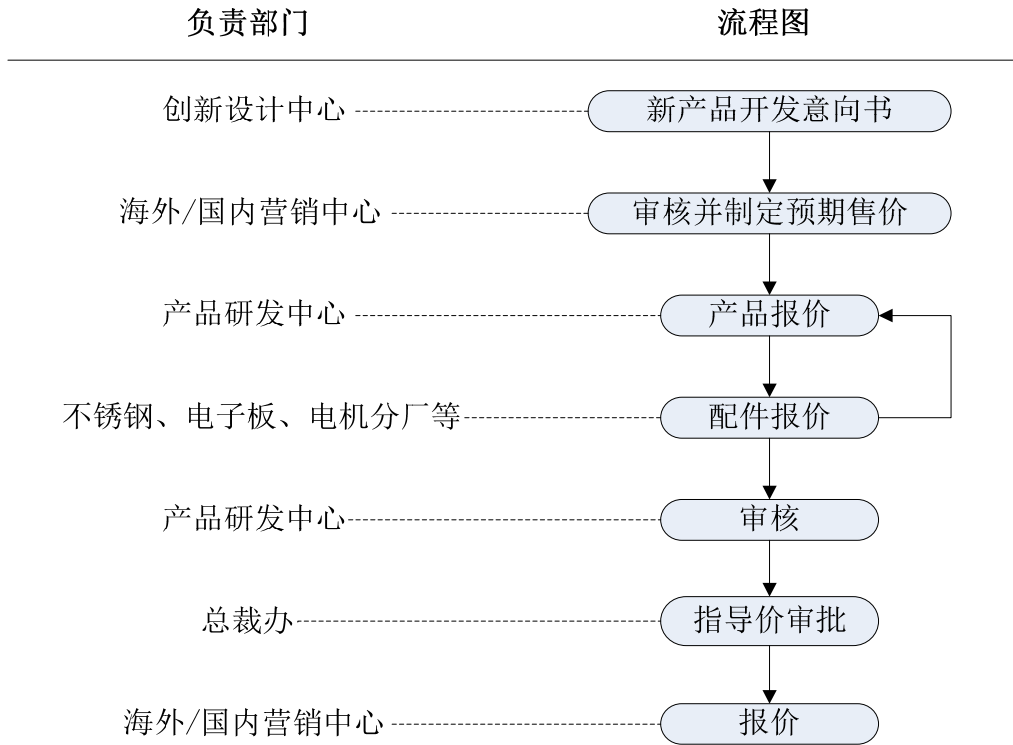 负责部门 流程图
创新设计中心 新产品开发意向书
海外/国内营销中心 审核并制定预期售价
产品研发中心 产品报价
不锈钢、电子板、电机分厂等 配件报价
产品研发中心 审核
总裁办 指导价审批
海外/国内营销中心 报价